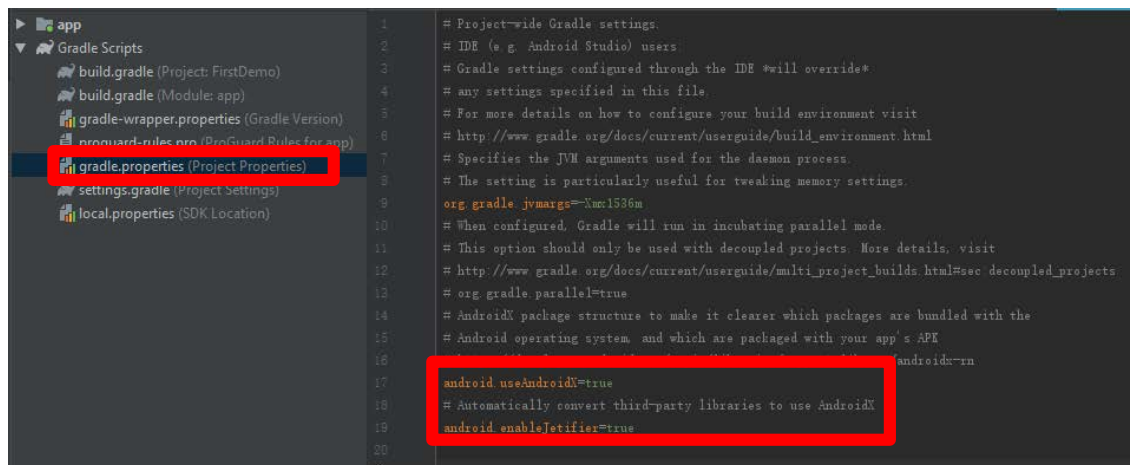 app
Gradle Scripts
build.gradle (Project: FirstDemo)
build.gradle (Module: app)
gradle-wrapper.properties (Gradle Version)
proguard-rules.pro (ProGuard Rules for app)
gradle.properties (Project Properties)
settings.gradle (Project Settings)
local.properties (SDK Location)
1 # Project-wide Gradle settings.
2 # IDE (e.g. Android Studio) users
3 # Gradle settings configured through the IDE *will override*
4 # any settings specified in this file.
5 # For more details on how to configure your build environment visit
6 # http://www.gradle.org/docs/current/userguide/build_environment.html
7 # Specifies the JVM arguments used for the daemon process.
8 # The setting is particularly useful for tweaking memory settings.
9 org.gradle.jvmargs=-Xmx1536m
10 # When configured, Gradle will run in incubating parallel mode.
11 # This option should only be used with decoupled projects. More details, visit
12 # http://www.gradle.org/docs/current/userguide/multi_project_builds.html#sec:decoupled_projects
13 # org.gradle.parallel=true
14 # AndroidX package structure to make it clearer which packages are bundled with the
15 # Android operating system, and which are packaged with your app's APK
16 androidx-rn
17 android.useAndroidX=true
18 # Automatically convert third-party libraries to use AndroidX
19 android.enableJetifier=true
20